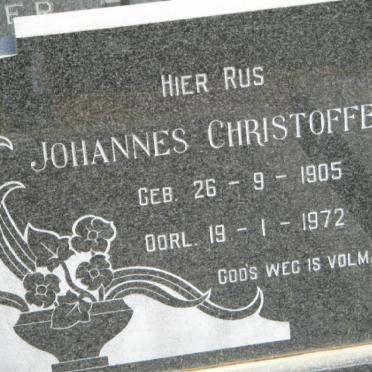 HIER RUS
JOHANNES CHRISTOFFE
GEB. 26 - 9 - 1905
OORL. 19 - 1 - 1972
GOD'S WEG IS VOLMA